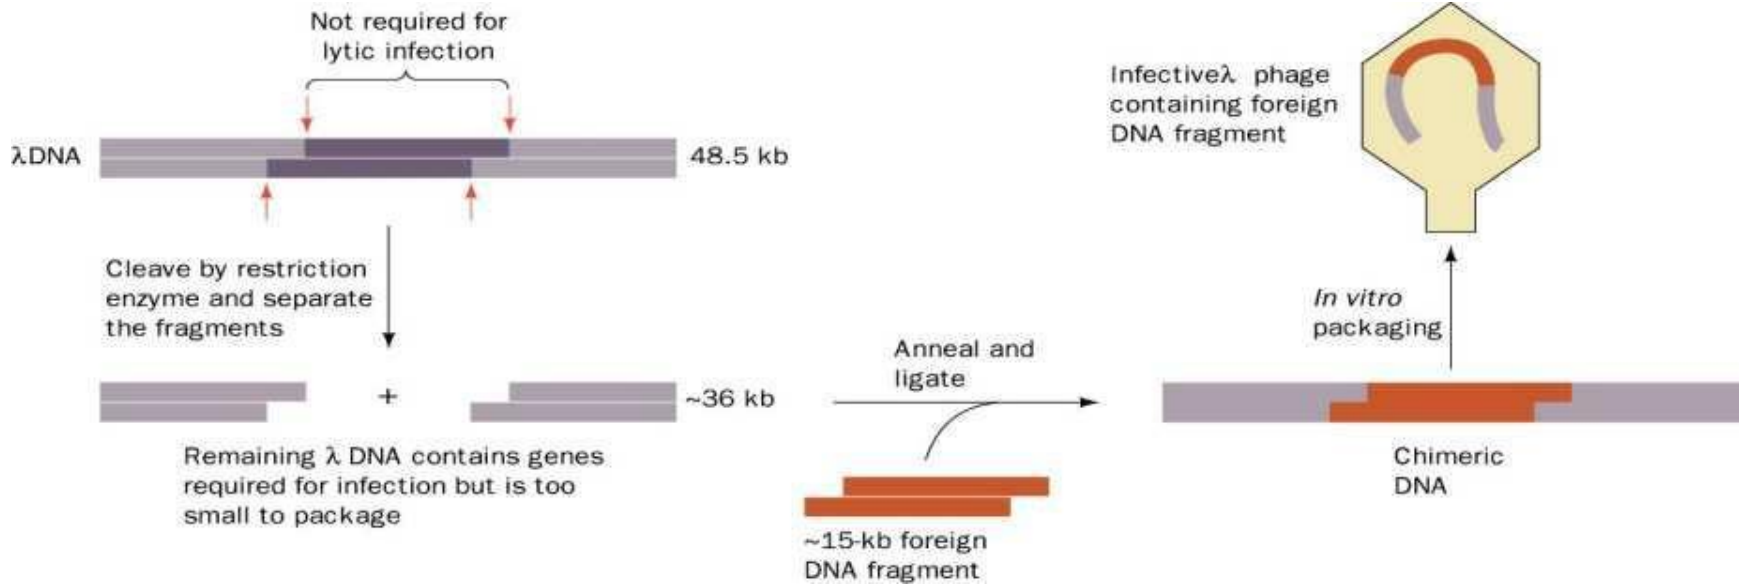 Not required for
lytic infection
λDNA
48.5 kb
Cleave by restriction
enzyme and separate
the fragments
+
~36 kb
Remaining λ DNA contains genes
required for infection but is too
small to package
Anneal and
ligate
~15-kb foreign
DNA fragment
Chimeric
DNA
In vitro
packaging
Infectiveλ phage
containing foreign
DNA fragment